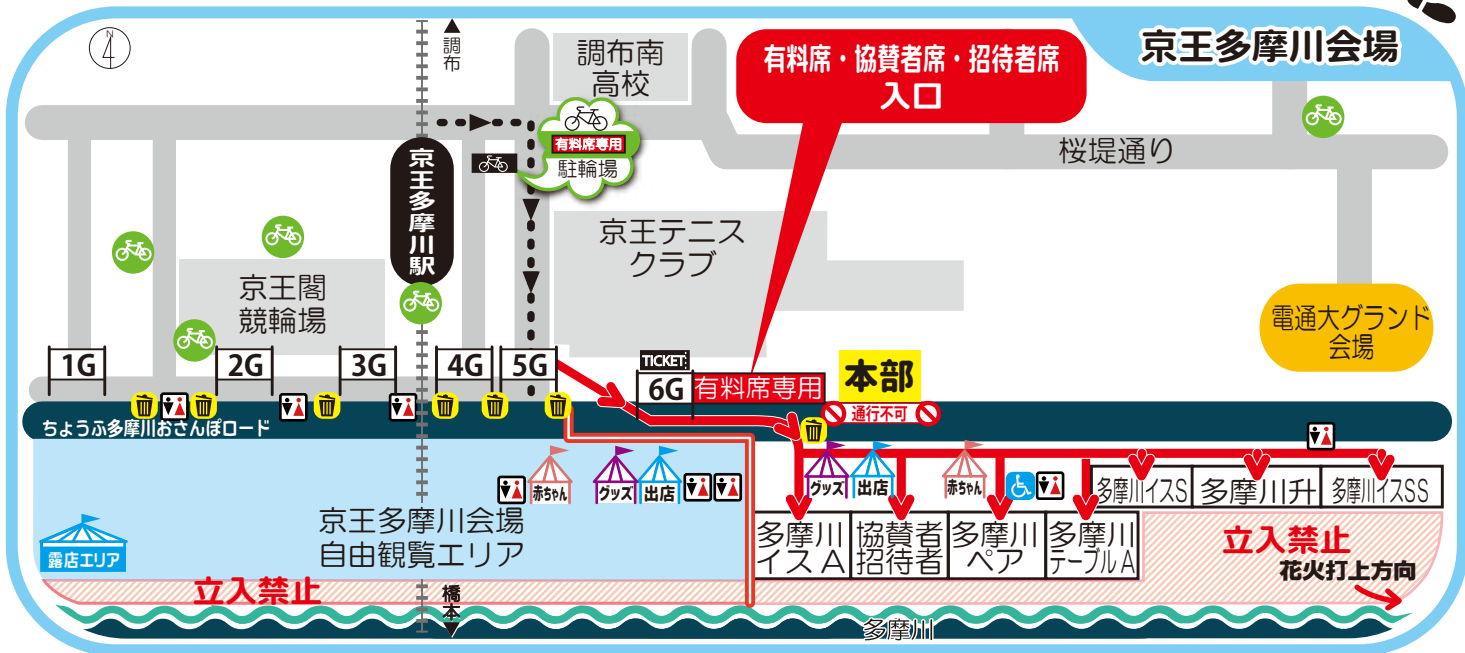 京王多摩川会場
N
調布
調布南
高校
有料席・協賛者席・招待者席
入口
有料席専用
駐輪場
桜堤通り
京王多摩川駅
京王テニス
クラブ
京王閣
競輪場
電通大グランド
会場
1G
2G
3G
4G
5G
TICKET
6G
有料席専用
本部
通行不可
ちょうふ多摩川おさんぽロード
赤ちゃん
グッズ
出店
グッズ
出店
赤ちゃん
多摩川イスS
多摩川升
多摩川イスSS
京王多摩川会場
自由観覧エリア
露店エリア
多摩川
イスA
協賛者
招待者
多摩川
ペア
多摩川
テーブルA
立入禁止
花火打上方向
立入禁止
橋本
多摩川